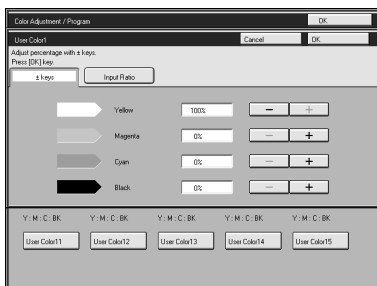 Color Adjustment / Program OK
User Color1 Cancel OK
Adjust percentage with ± keys.
Press [OK] key.
± keys Input Ratio
Yellow 100% − +
Magenta 0% − +
Cyan 0% − +
Black 0% − +
Y : M : C : BK Y : M : C : BK Y : M : C : BK Y : M : C : BK Y : M : C : BK
User Color11 User Color12 User Color13 User Color14 User Color15